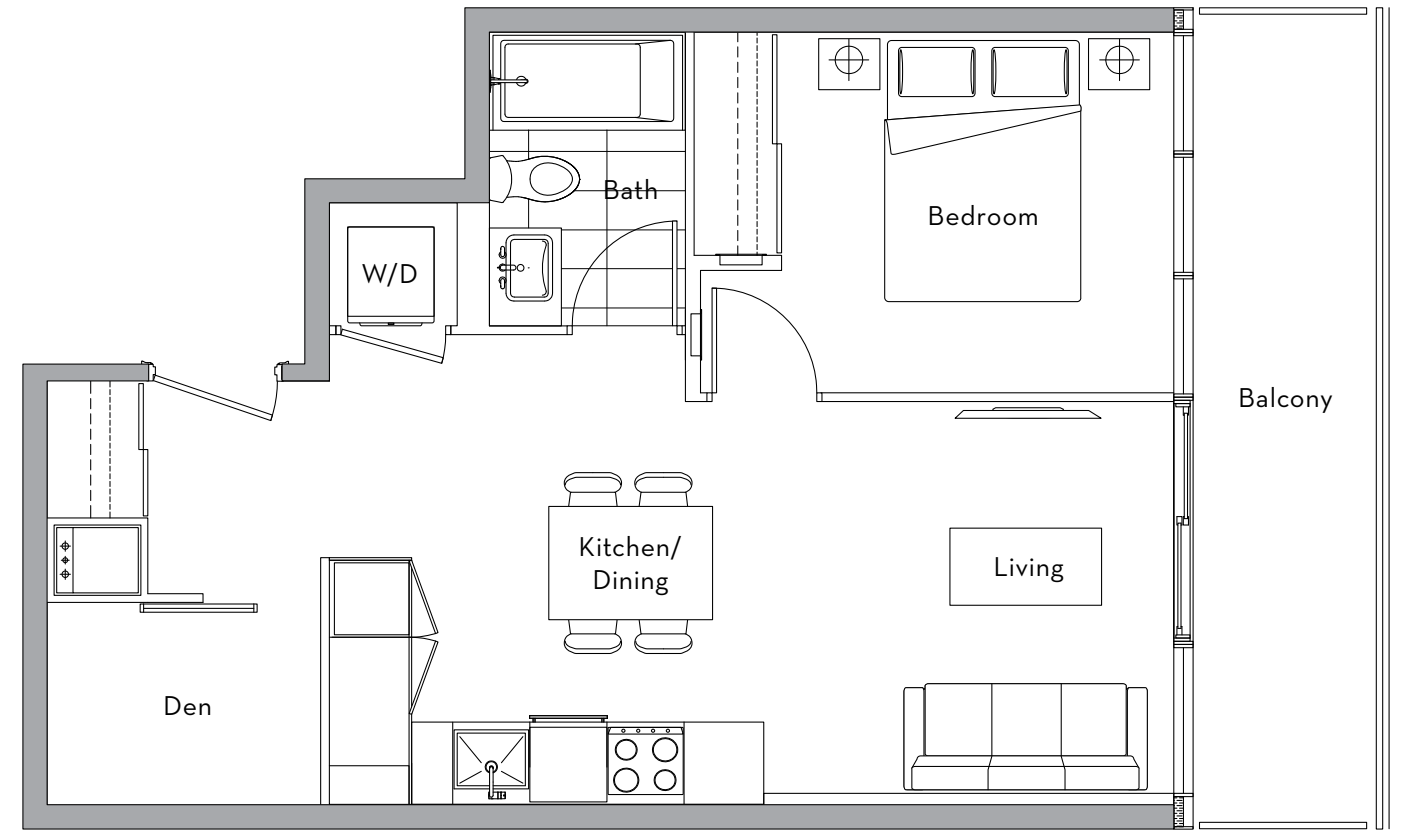 Bath
Bedroom
W/D
Balcony
Kitchen/
Dining
Living
Den